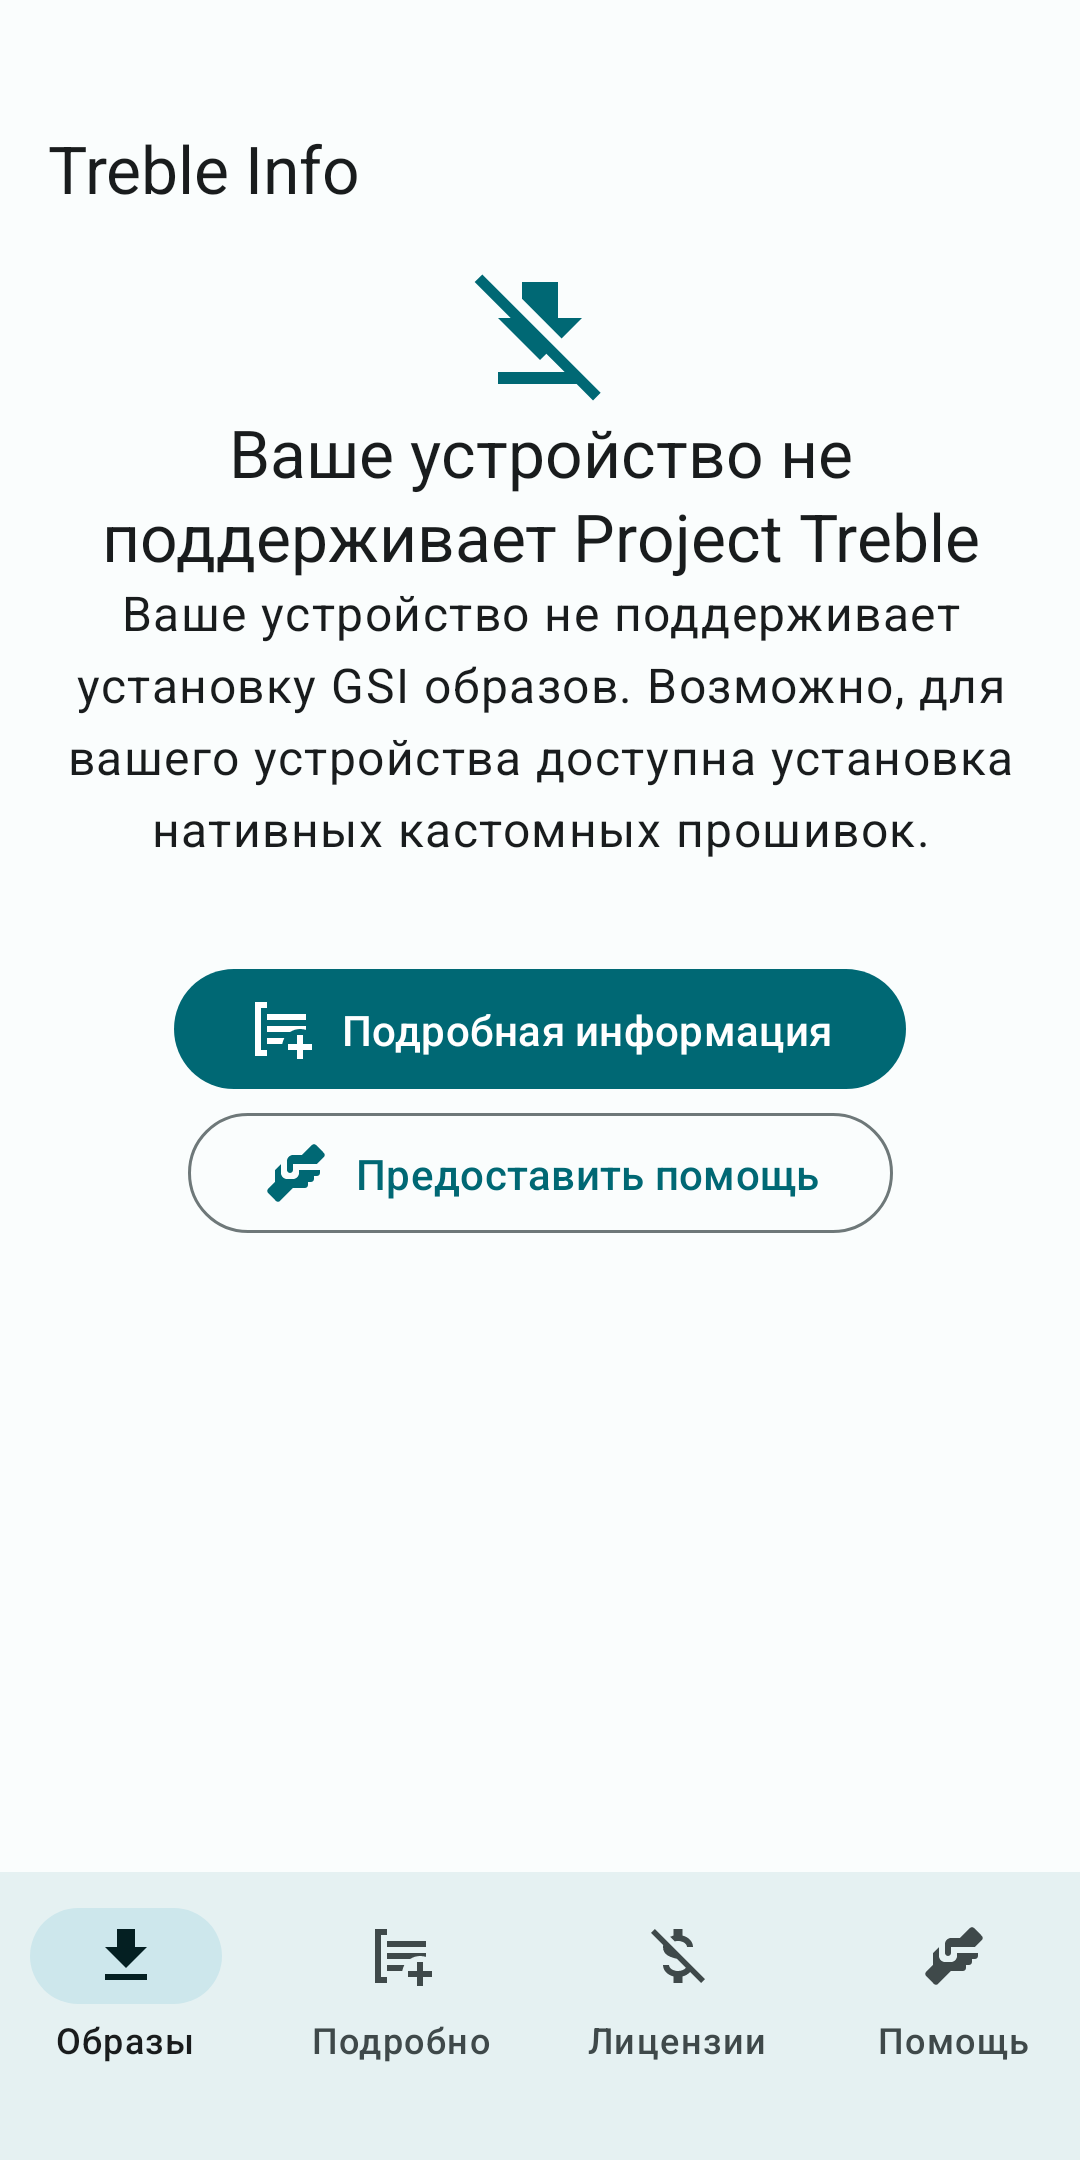 Treble Info
Ваше устройство не
поддерживает Project Treble
Ваше устройство не поддерживает
установку GSI образов. Возможно, для
вашего устройства доступна установка
нативных кастомных прошивок.
Подробная информация
Предоставить помощь
Образы
Подробно
Лицензии
Помощь